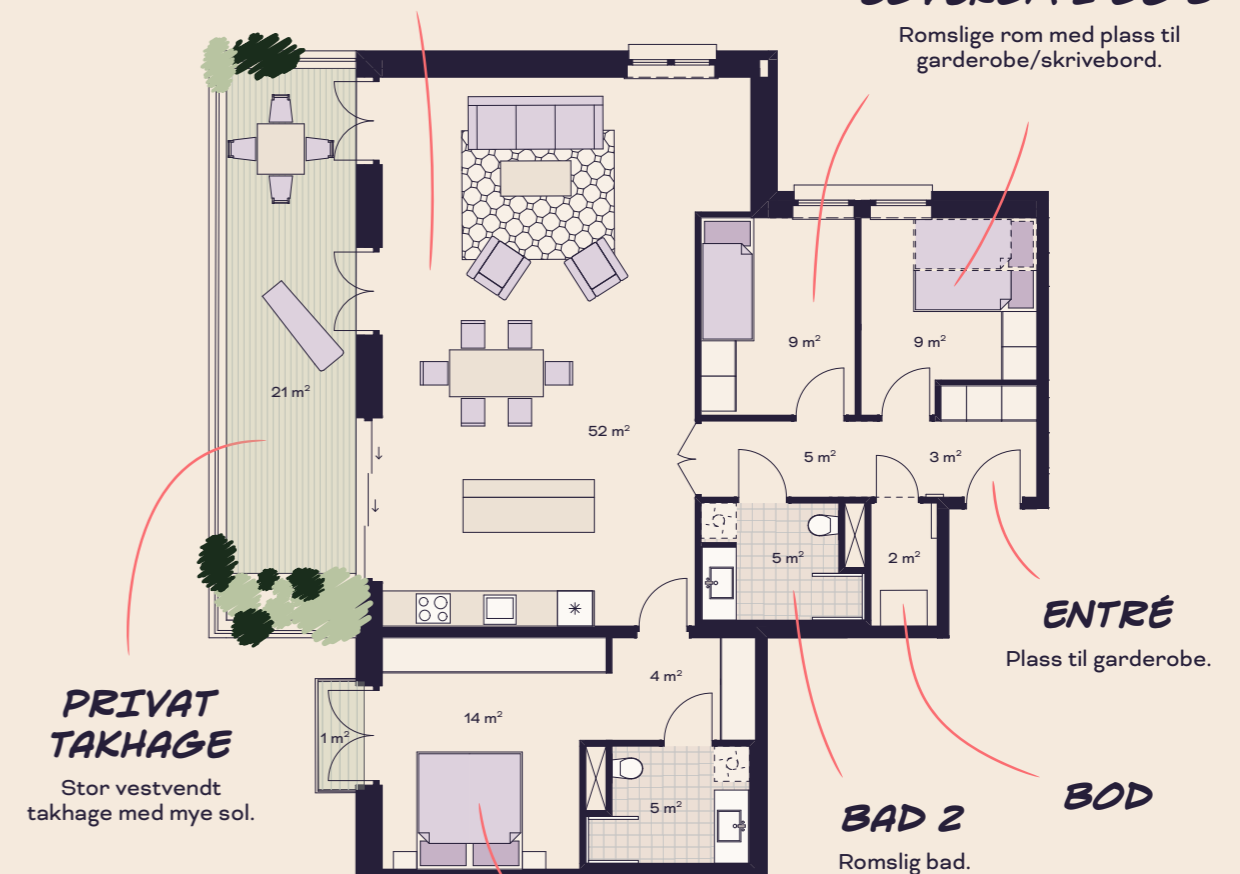 Romslige rom med plass til
garderobe/skrivebord.
9 m²
9 m²
21 m²
52 m²
5 m²
3 m²
5 m²
2 m²
ENTRÉ
Plass til garderobe.
4 m²
14 m²
1 m²
PRIVAT
TAKHAGE
Stor vestvendt
takhage med mye sol.
5 m²
BOD
BAD 2
Romslig bad.